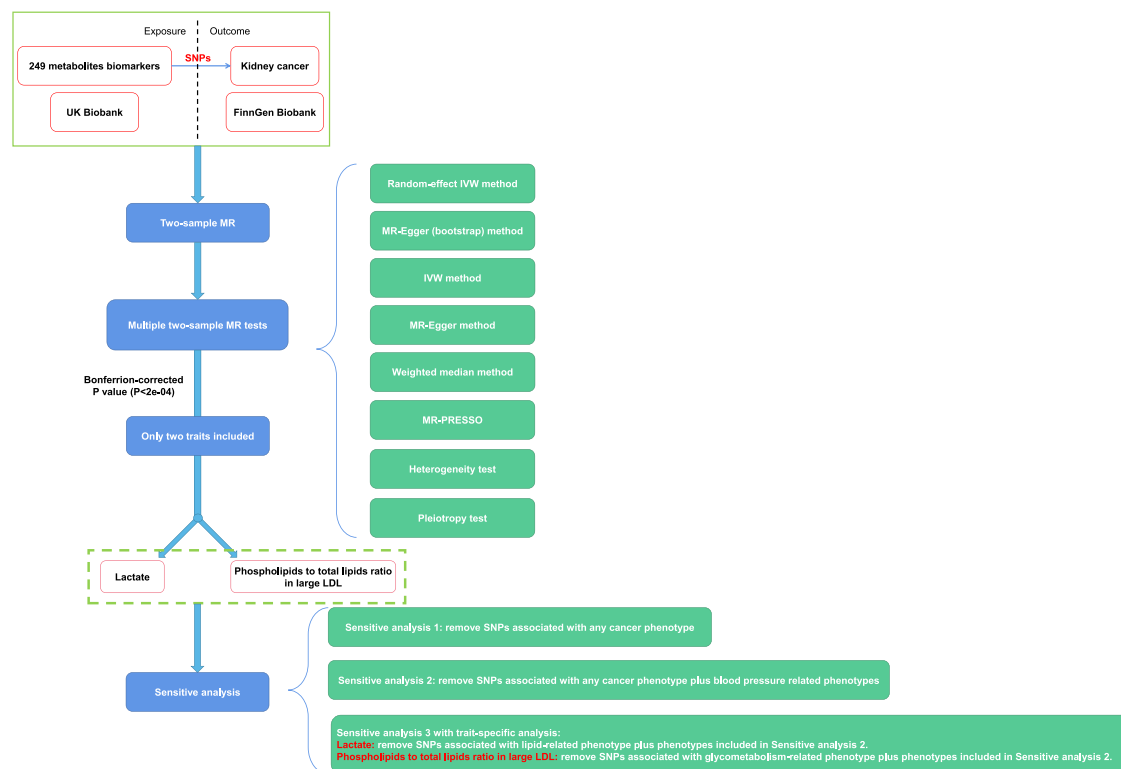 Exposure
Outcome
SNPs
249 metabolites biomarkers
Kidney cancer
UK Biobank
FinnGen Biobank
Two-sample MR
Multiple two-sample MR tests
Random-effect IVW method
MR-Egger (bootstrap) method
IVW method
MR-Egger method
Weighted median method
MR-PRESSO
Heterogeneity test
Pleiotropy test
Bonferrion-corrected
P value (P<2e-04)
Only two traits included
Lactate
Phospholipids to total lipids ratio
in large LDL
Sensitive analysis
Sensitive analysis 1: remove SNPs associated with any cancer phenotype
Sensitive analysis 2: remove SNPs associated with any cancer phenotype plus blood pressure related phenotypes
Sensitive analysis 3 with trait-specific analysis:
Lactate: remove SNPs associated with lipid-related phenotype plus phenotypes included in Sensitive analysis 2.
Phospholipids to total lipids ratio in large LDL: remove SNPs associated with glycometabolism-related phenotype plus phenotypes included in Sensitive analysis 2.